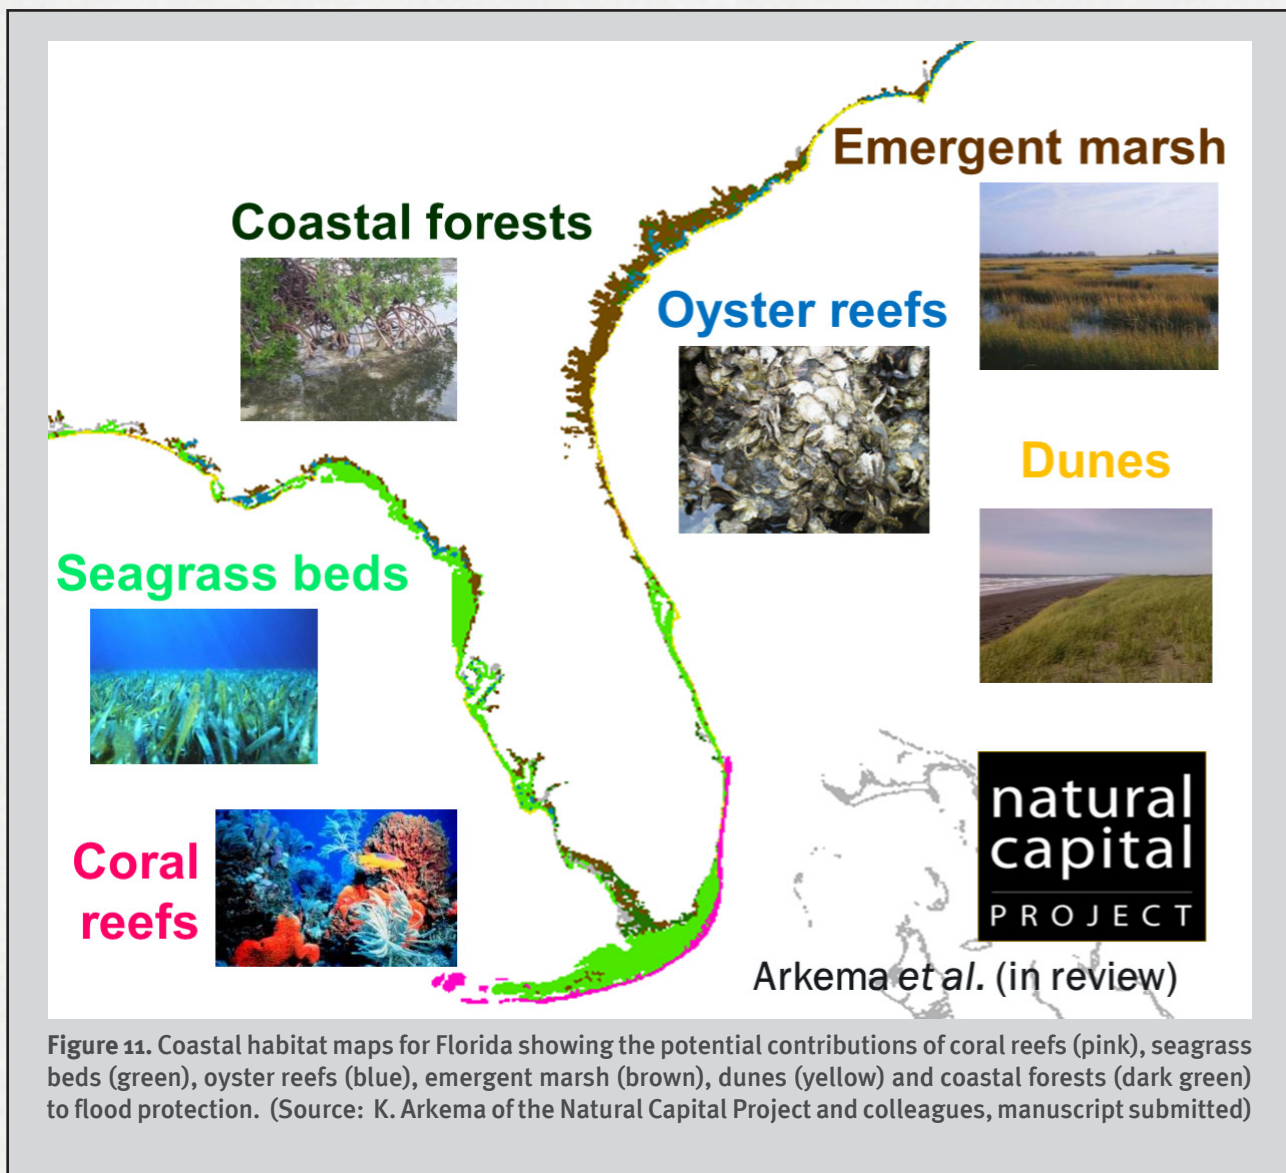 Emergent marsh
Coastal forests
Oyster reefs
Dunes
Seagrass beds
Coral
reefs
natural
capital
PROJECT
Arkema et al. (in review)
Figure 11. Coastal habitat maps for Florida showing the potential contributions of coral reefs (pink), seagrass
beds (green), oyster reefs (blue), emergent marsh (brown), dunes (yellow) and coastal forests (dark green)
to flood protection. (Source: K. Arkema of the Natural Capital Project and colleagues, manuscript submitted)